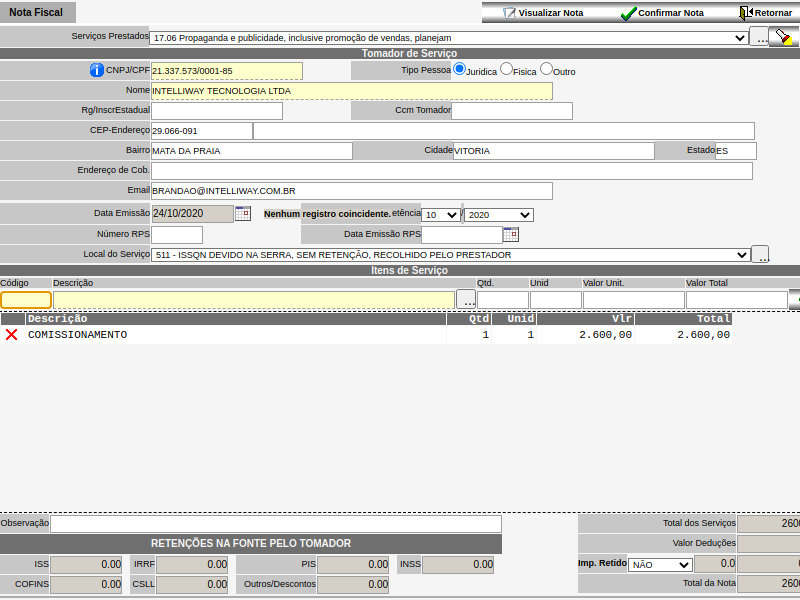 Nota Fiscal Visualizar Nota Confirmar Nota Retornar
Serviços Prestados 17.06 Propaganda e publicidade, inclusive promoção de vendas, planejam ...
Tomador de Serviço
CNPJ/CPF 21.337.573/0001-85 Tipo Pessoa Juridica Fisica Outro
Nome INTELLIWAY TECNOLOGIA LTDA
Rg/InscrEstadual Ccm Tomador
CEP-Endereço 29.066-091
Bairro MATA DA PRAIA Cidade VITORIA Estado ES
Endereço de Cob.
Email BRANDAO@INTELLIWAY.COM.BR
Data Emissão 24/10/2020 Nenhum registro coincidente. etência 10 / 2020
Número RPS Data Emissão RPS
Local do Serviço 511 - ISSQN DEVIDO NA SERRA, SEM RETENÇÃO, RECOLHIDO PELO PRESTADOR ...
Itens de Serviço
Código Descrição Qtd. Unid Valor Unit. Valor Total
...
Descrição Qtd Unid Vlr Total
COMISSIONAMENTO 1 1 2.600,00 2.600,00
Observação Total dos Serviços 2600
RETENÇÕES NA FONTE PELO TOMADOR Valor Deduções
ISS 0.00 IRRF 0.00 PIS 0.00 INSS 0.00 Imp. Retido NÃO 0.0
COFINS 0.00 CSLL 0.00 Outros/Descontos 0.00 Total da Nota 2600